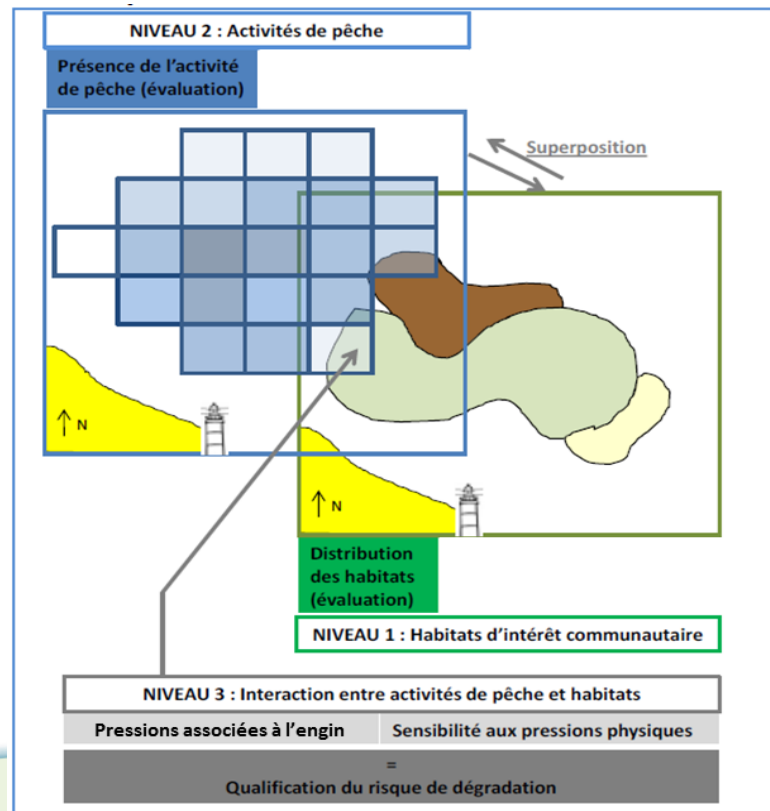 NIVEAU 2 : Activités de pêche
Présence de l'activité
de pêche (évaluation)
Superposition
N
N
Distribution
des habitats
(évaluation)
NIVEAU 1 : Habitats d'intérêt communautaire
NIVEAU 3 : Interaction entre activités de pêche et habitats
Pressions associées à l'engin
Sensibilité aux pressions physiques
=
Qualification du risque de dégradation